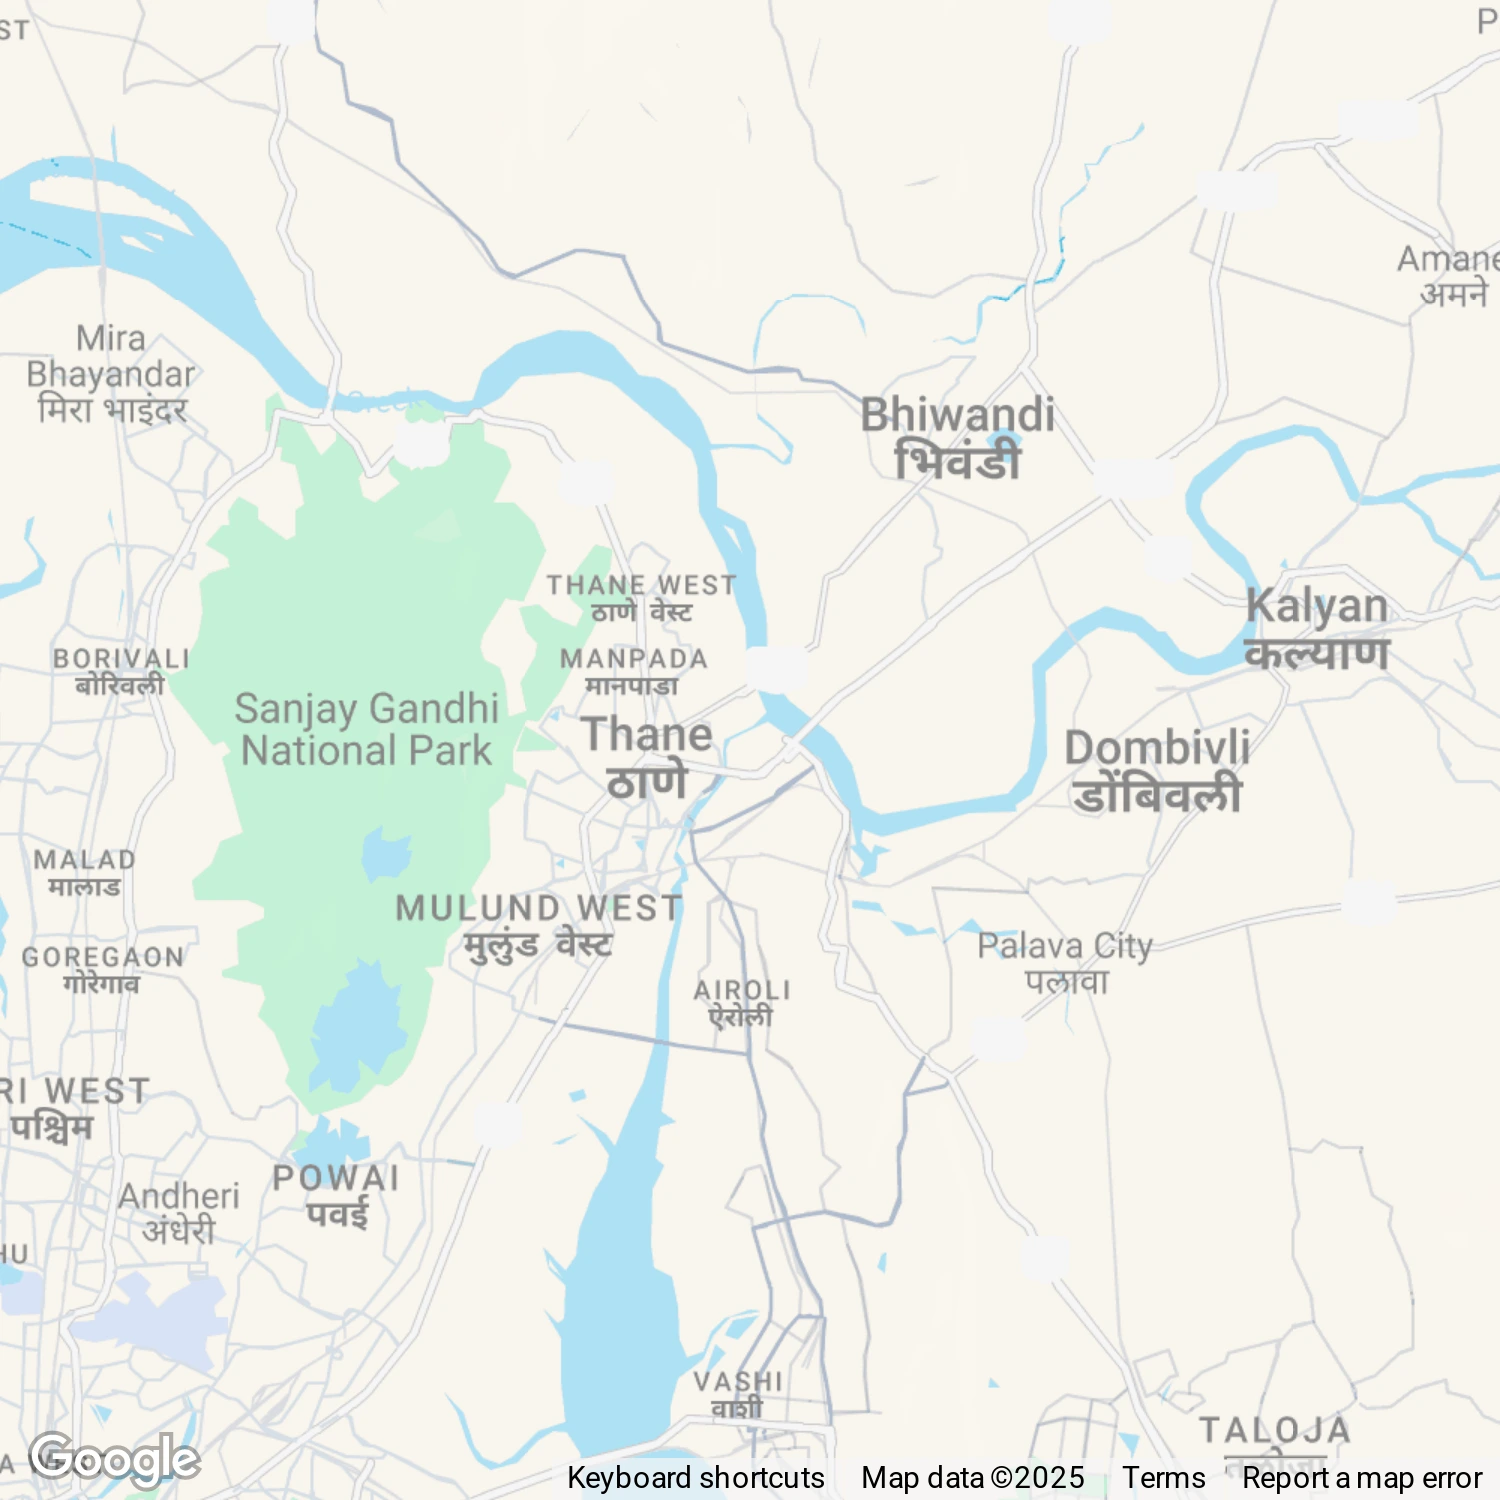 ST
P
Amane
अमने
Mira
Bhayandar
मिरा भाइंदर
Creek
Bhiwandi
भिवंडी
THANE WEST
ठाणे वेस्ट
Kalyan
कल्याण
BORIVALI
बोरिवली
MANPADA
मानपाडा
Sanjay Gandhi
National Park
Thane
ठाणे
Dombivli
डोंबिवली
MALAD
मालाड
MULUND WEST
मुलुंड वेस्ट
GOREGAON
गोरेगाव
Palava City
पलावा
AIROLI
ऐरोली
RI WEST
पश्चिम
POWAI
पवई
Andheri
अंधेरी
HU
VASHI
वाशी
TALOJA
तळोजा
Google
Keyboard shortcuts
Map data ©2025
Terms
Report a map error